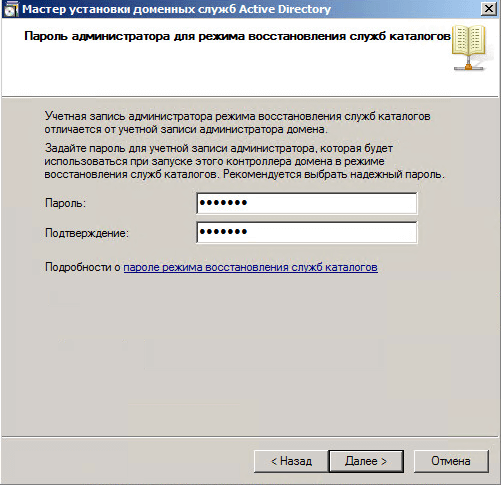 Мастер установки доменных служб Active Directory
Пароль администратора для режима восстановления служб каталогов
Учетная запись администратора режима восстановления служб каталогов
отличается от учетной записи администратора домена.
Задайте пароль для учетной записи администратора, которая будет
использоваться при запуске этого контроллера домена в режиме
восстановления служб каталогов. Рекомендуется выбрать надежный пароль.
Пароль: •••••••
Подтверждение: •••••••
Подробности о пароле режима восстановления служб каталогов
< Назад Далее > Отмена